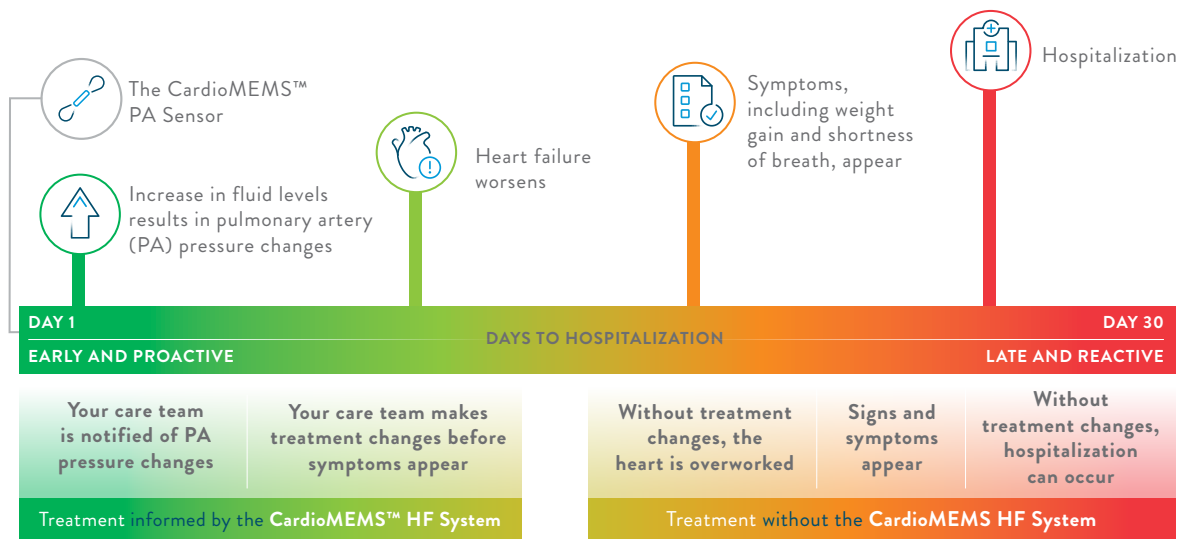 The CardioMEMS™
PA Sensor
Increase in fluid levels
results in pulmonary artery
(PA) pressure changes
Heart failure
worsens
Symptoms,
including weight
gain and shortness
of breath, appear
Hospitalization
DAY 1
DAYS TO HOSPITALIZATION
DAY 30
EARLY AND PROACTIVE
LATE AND REACTIVE
Your care team
is notified of PA
pressure changes
Your care team makes
treatment changes before
symptoms appear
Treatment informed by the CardioMEMS™ HF System
Without treatment
changes, the
heart is overworked
Signs and
symptoms
appear
Without
treatment changes,
hospitalization
can occur
Treatment without the CardioMEMS HF System